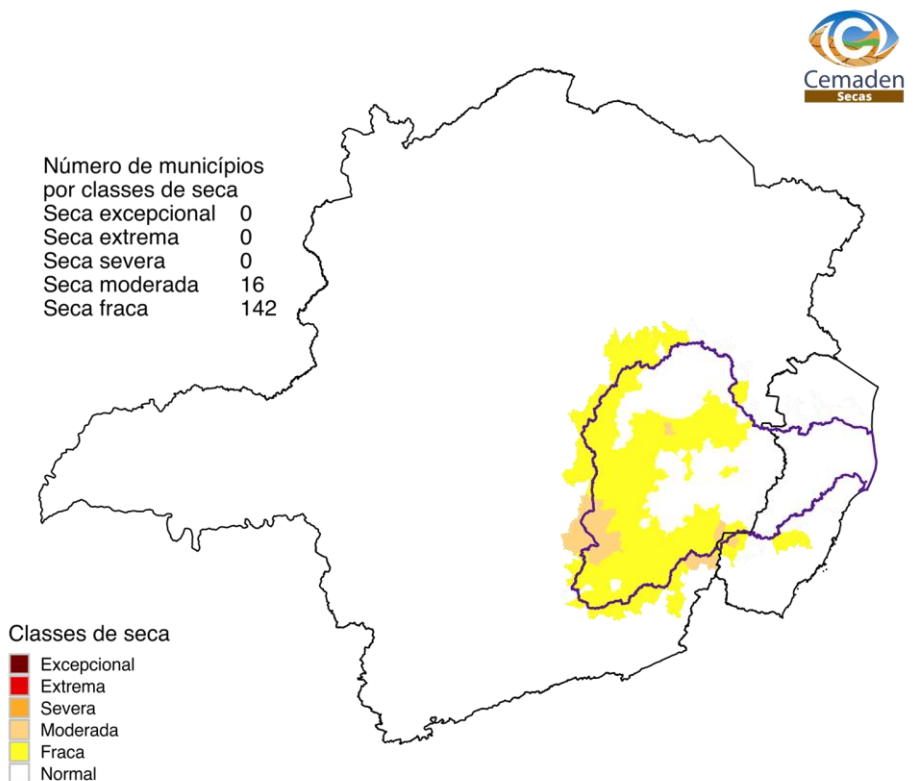 Cemaden
Secas
Número de municípios
por classes de seca
Seca excepcional 0
Seca extrema 0
Seca severa 0
Seca moderada 16
Seca fraca 142
Classes de seca
Excepcional
Extrema
Severa
Moderada
Fraca
Normal